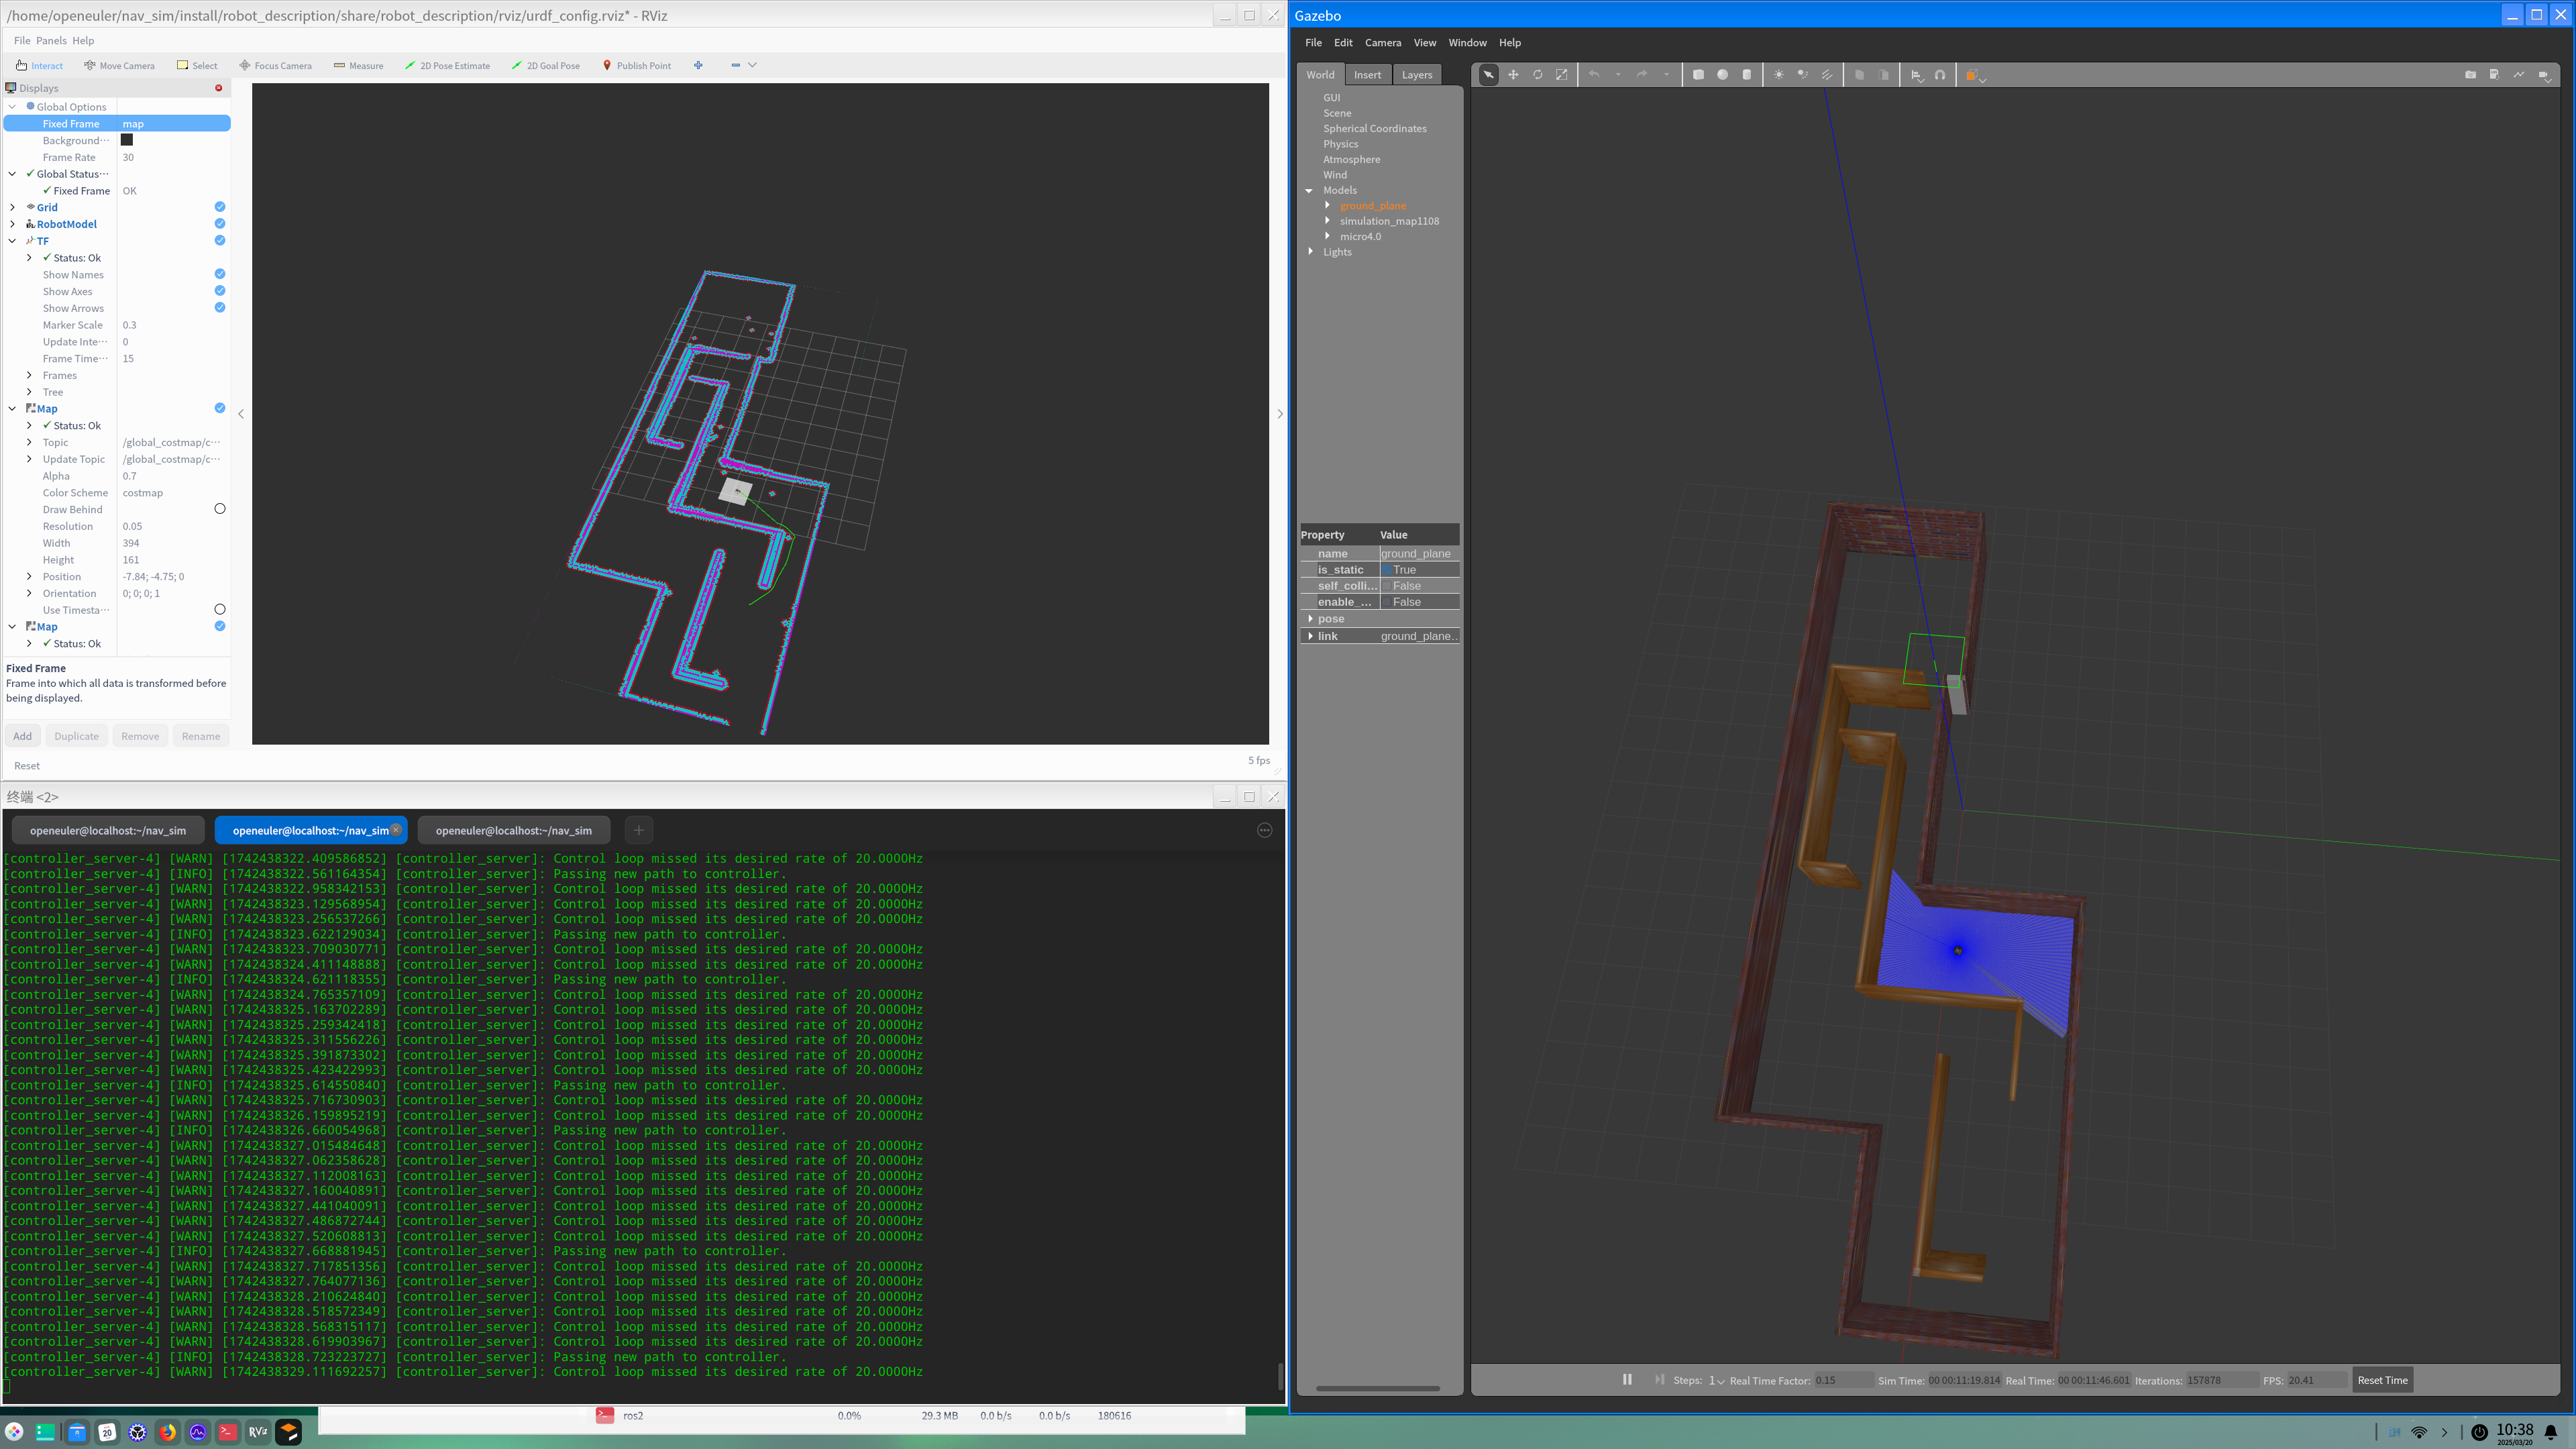 /home/openeuler/nav_sim/install/robot_description/share/robot_description/rviz/urdf_config.rviz* - RViz
File Panels Help
Interact Move Camera Select Focus Camera Measure 2D Pose Estimate 2D Goal Pose Publish Point
Displays
Global Options
Fixed Frame map
Background···
Frame Rate 30
Global Status···
Fixed Frame OK
Grid
RobotModel
TF
Status: Ok
Show Names
Show Axes
Show Arrows
Marker Scale 0.3
Update Inte··· 0
Frame Time··· 15
Frames
Tree
Map
Status: Ok
Topic /global_costmap/c···
Update Topic /global_costmap/c···
Alpha 0.7
Color Scheme costmap
Draw Behind
Resolution 0.05
Width 394
Height 161
Position -7.84; -4.75; 0
Orientation 0; 0; 0; 1
Use Timesta···
Map
Status: Ok
Fixed Frame
Frame into which all data is transformed before
being displayed.
Add Duplicate Remove Rename
Reset
5 fps
终端 <2>
openeuler@localhost:~/nav_sim openeuler@localhost:~/nav_sim openeuler@localhost:~/nav_sim
[controller_server-4] [WARN] [1742438322.409586852] [controller_server]: Control loop missed its desired rate of 20.0000Hz
[controller_server-4] [INFO] [1742438322.561164354] [controller_server]: Passing new path to controller.
[controller_server-4] [WARN] [1742438322.958342153] [controller_server]: Control loop missed its desired rate of 20.0000Hz
[controller_server-4] [WARN] [1742438323.129568954] [controller_server]: Control loop missed its desired rate of 20.0000Hz
[controller_server-4] [WARN] [1742438323.256537266] [controller_server]: Control loop missed its desired rate of 20.0000Hz
[controller_server-4] [INFO] [1742438323.622129034] [controller_server]: Passing new path to controller.
[controller_server-4] [WARN] [1742438323.709030771] [controller_server]: Control loop missed its desired rate of 20.0000Hz
[controller_server-4] [WARN] [1742438324.411148888] [controller_server]: Control loop missed its desired rate of 20.0000Hz
[controller_server-4] [INFO] [1742438324.621118355] [controller_server]: Passing new path to controller.
[controller_server-4] [WARN] [1742438324.765357109] [controller_server]: Control loop missed its desired rate of 20.0000Hz
[controller_server-4] [WARN] [1742438325.163702289] [controller_server]: Control loop missed its desired rate of 20.0000Hz
[controller_server-4] [WARN] [1742438325.259342418] [controller_server]: Control loop missed its desired rate of 20.0000Hz
[controller_server-4] [WARN] [1742438325.311556226] [controller_server]: Control loop missed its desired rate of 20.0000Hz
[controller_server-4] [WARN] [1742438325.391873302] [controller_server]: Control loop missed its desired rate of 20.0000Hz
[controller_server-4] [WARN] [1742438325.423422993] [controller_server]: Control loop missed its desired rate of 20.0000Hz
[controller_server-4] [INFO] [1742438325.614550840] [controller_server]: Passing new path to controller.
[controller_server-4] [WARN] [1742438325.716730903] [controller_server]: Control loop missed its desired rate of 20.0000Hz
[controller_server-4] [WARN] [1742438326.159895219] [controller_server]: Control loop missed its desired rate of 20.0000Hz
[controller_server-4] [INFO] [1742438326.660054968] [controller_server]: Passing new path to controller.
[controller_server-4] [WARN] [1742438327.015484648] [controller_server]: Control loop missed its desired rate of 20.0000Hz
[controller_server-4] [WARN] [1742438327.062358628] [controller_server]: Control loop missed its desired rate of 20.0000Hz
[controller_server-4] [WARN] [1742438327.112008163] [controller_server]: Control loop missed its desired rate of 20.0000Hz
[controller_server-4] [WARN] [1742438327.160040891] [controller_server]: Control loop missed its desired rate of 20.0000Hz
[controller_server-4] [WARN] [1742438327.441040091] [controller_server]: Control loop missed its desired rate of 20.0000Hz
[controller_server-4] [WARN] [1742438327.486872744] [controller_server]: Control loop missed its desired rate of 20.0000Hz
[controller_server-4] [WARN] [1742438327.520608813] [controller_server]: Control loop missed its desired rate of 20.0000Hz
[controller_server-4] [INFO] [1742438327.668881945] [controller_server]: Passing new path to controller.
[controller_server-4] [WARN] [1742438327.717851356] [controller_server]: Control loop missed its desired rate of 20.0000Hz
[controller_server-4] [WARN] [1742438327.764077136] [controller_server]: Control loop missed its desired rate of 20.0000Hz
[controller_server-4] [WARN] [1742438328.210624840] [controller_server]: Control loop missed its desired rate of 20.0000Hz
[controller_server-4] [WARN] [1742438328.518572349] [controller_server]: Control loop missed its desired rate of 20.0000Hz
[controller_server-4] [WARN] [1742438328.568315117] [controller_server]: Control loop missed its desired rate of 20.0000Hz
[controller_server-4] [WARN] [1742438328.619903967] [controller_server]: Control loop missed its desired rate of 20.0000Hz
[controller_server-4] [INFO] [1742438328.723223727] [controller_server]: Passing new path to controller.
[controller_server-4] [WARN] [1742438329.111692257] [controller_server]: Control loop missed its desired rate of 20.0000Hz
ros2 0.0% 29.3 MB 0.0 b/s 0.0 b/s 180616
Gazebo
File Edit Camera View Window Help
World Insert Layers
GUI
Scene
Spherical Coordinates
Physics
Atmosphere
Wind
Models
ground_plane
simulation_map1108
micro4.0
Lights
Property Value
name ground_plane
is_static True
self_colli... False
enable_... False
pose
link ground_plane...
Steps: 1 Real Time Factor: 0.15 Sim Time: 00 00:11:19.814 Real Time: 00 00:11:46.601 Iterations: 157878 FPS: 20.41 Reset Time
20
RViz
10:38
2025/03/20